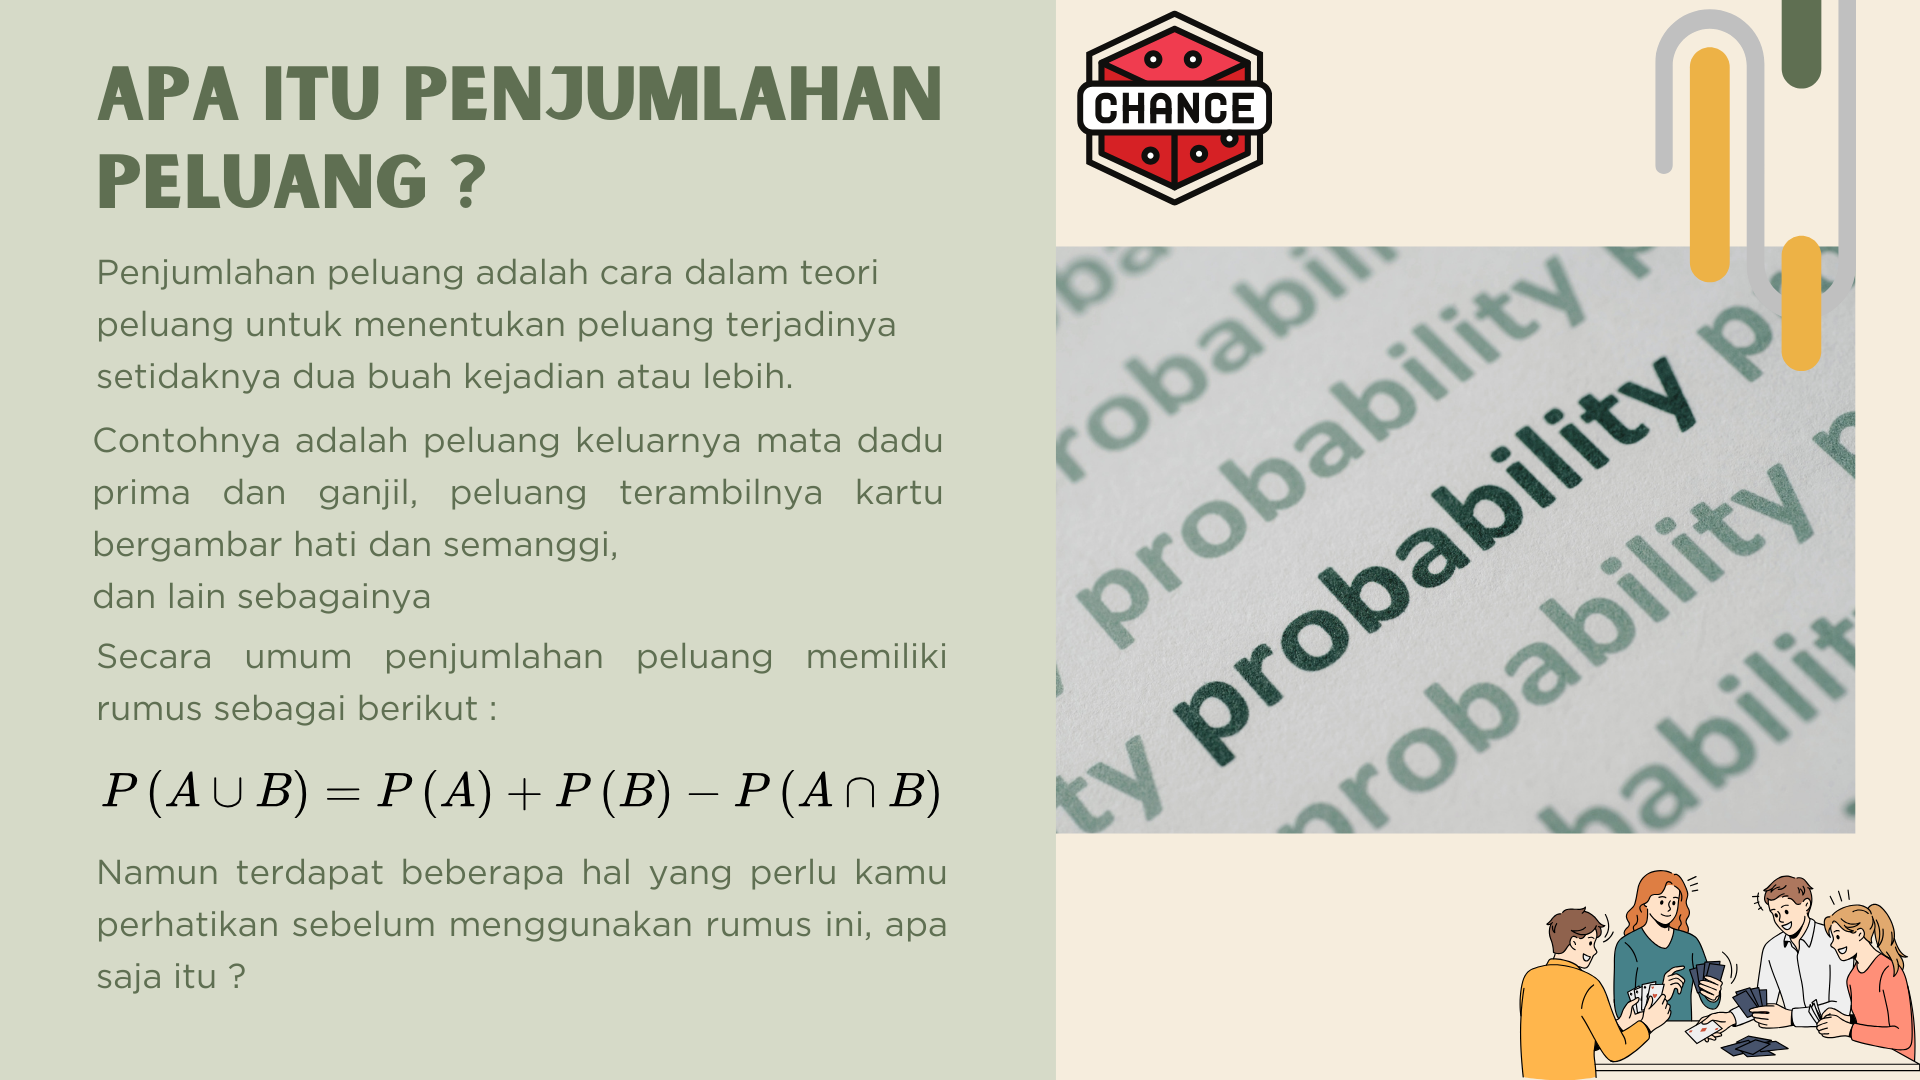 APA ITU PENJUMLAHAN
PELUANG ?
Penjumlahan peluang adalah cara dalam teori
peluang untuk menentukan peluang terjadinya
setidaknya dua buah kejadian atau lebih.
Contohnya adalah peluang keluarnya mata dadu
prima dan ganjil, peluang terambilnya kartu
bergambar hati dan semanggi,
dan lain sebagainya
Secara umum penjumlahan peluang memiliki
rumus sebagai berikut :
P (A ∪ B) = P (A) + P (B) − P (A ∩ B)
Namun terdapat beberapa hal yang perlu kamu
perhatikan sebelum menggunakan rumus ini, apa
saja itu ?
CHANCE
probability
probability
probability